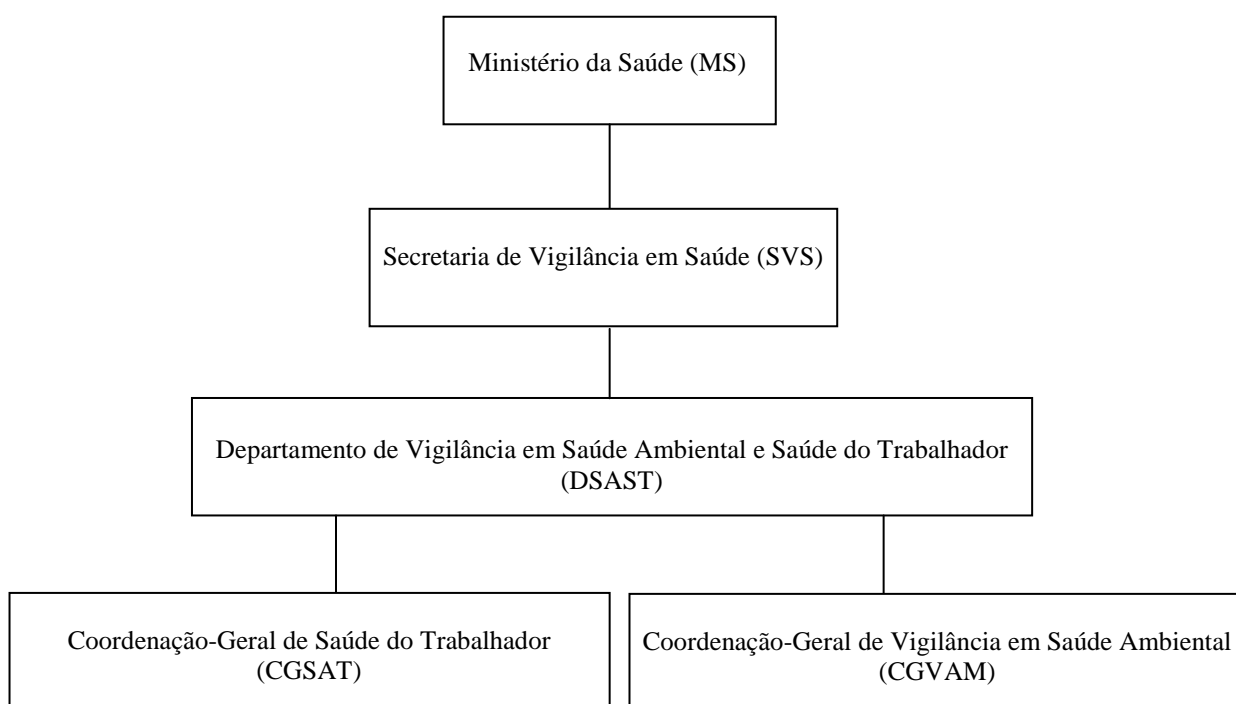 Ministério da Saúde (MS)
Secretaria de Vigilância em Saúde (SVS)
Departamento de Vigilância em Saúde Ambiental e Saúde do Trabalhador
(DSAST)
Coordenação-Geral de Saúde do Trabalhador
(CGSAT)
Coordenação-Geral de Vigilância em Saúde Ambiental
(CGVAM)